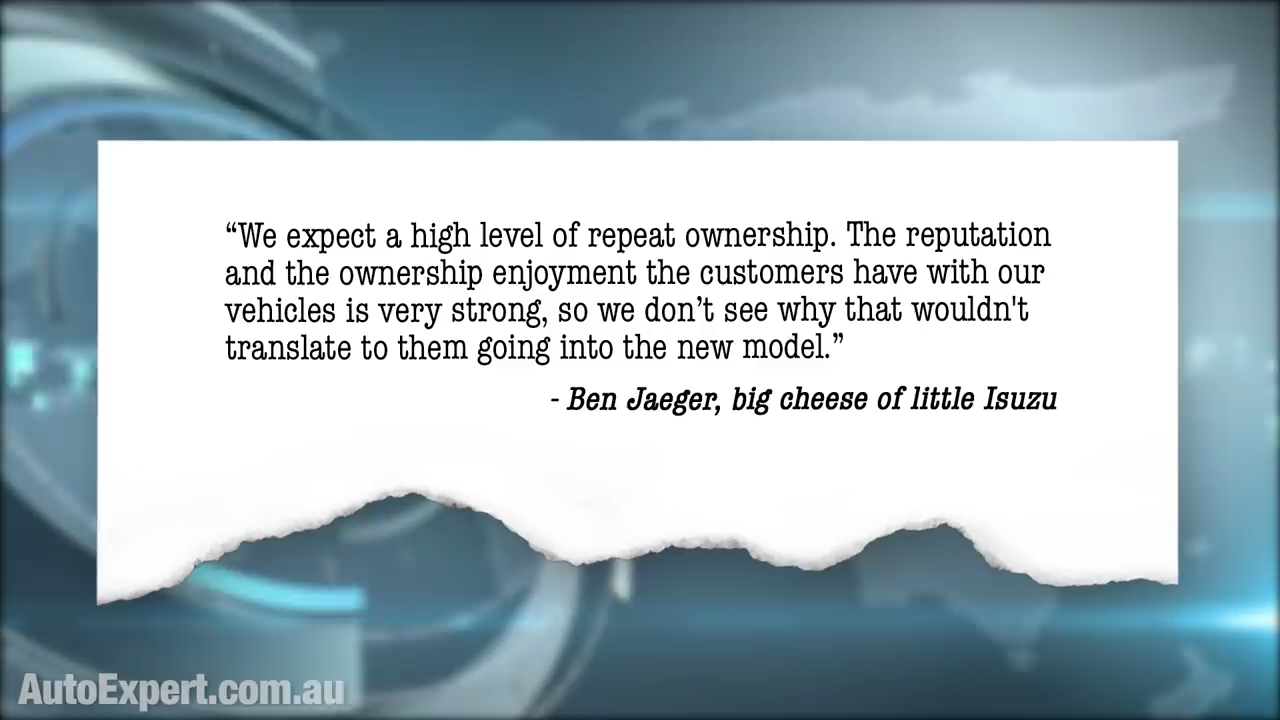 “We expect a high level of repeat ownership. The reputation
and the ownership enjoyment the customers have with our
vehicles is very strong, so we don’t see why that wouldn't
translate to them going into the new model.”
- Ben Jaeger, big cheese of little Isuzu
AutoExpert.com.au